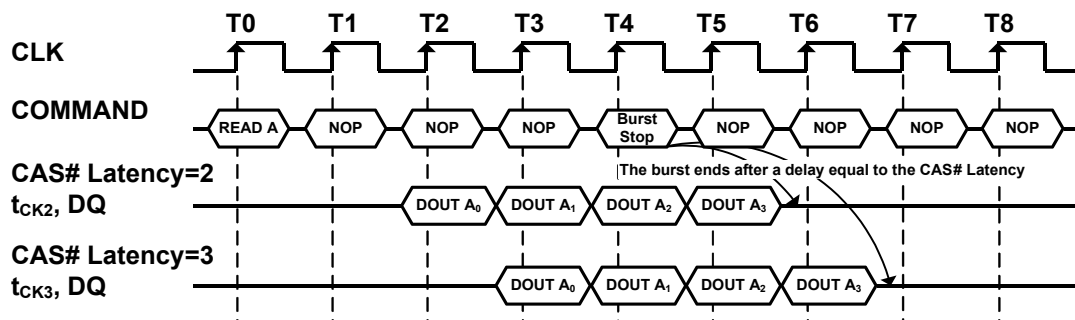 T0 T1 T2 T3 T4 T5 T6 T7 T8
CLK
COMMAND
READ A NOP NOP NOP Burst Stop NOP NOP NOP NOP
The burst ends after a delay equal to the CAS# Latency
CAS# Latency=2
tCK2, DQ
DOUT A0 DOUT A1 DOUT A2 DOUT A3
CAS# Latency=3
tCK3, DQ
DOUT A0 DOUT A1 DOUT A2 DOUT A3